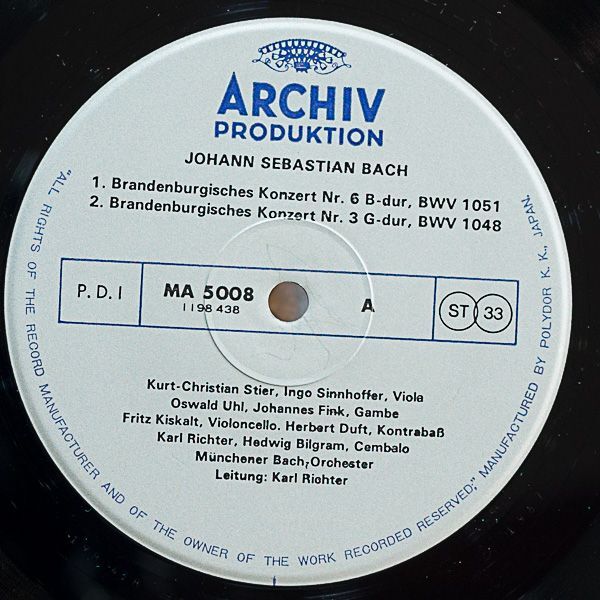 ARCHIV
PRODUKTION
JOHANN SEBASTIAN BACH
1. Brandenburgisches Konzert Nr. 6 B-dur, BWV 1051
2. Brandenburgisches Konzert Nr. 3 G-dur, BWV 1048
P. D. I
MA 5008
1198 438
A
ST 33
Kurt-Christian Stier, Ingo Sinnhoffer, Viola
Oswald Uhl, Johannes Fink, Gambe
Fritz Kiskalt, Violoncello. Herbert Duft, Kontrabaß
Karl Richter, Hedwig Bilgram, Cembalo
Münchener Bach-Orchester
Leitung: Karl Richter
"ALL RIGHTS OF THE RECORD MANUFACTURER AND OF THE OWNER OF THE WORK RECORDED RESERVED;" MANUFACTURED BY POLYDOR K. K., JAPAN.